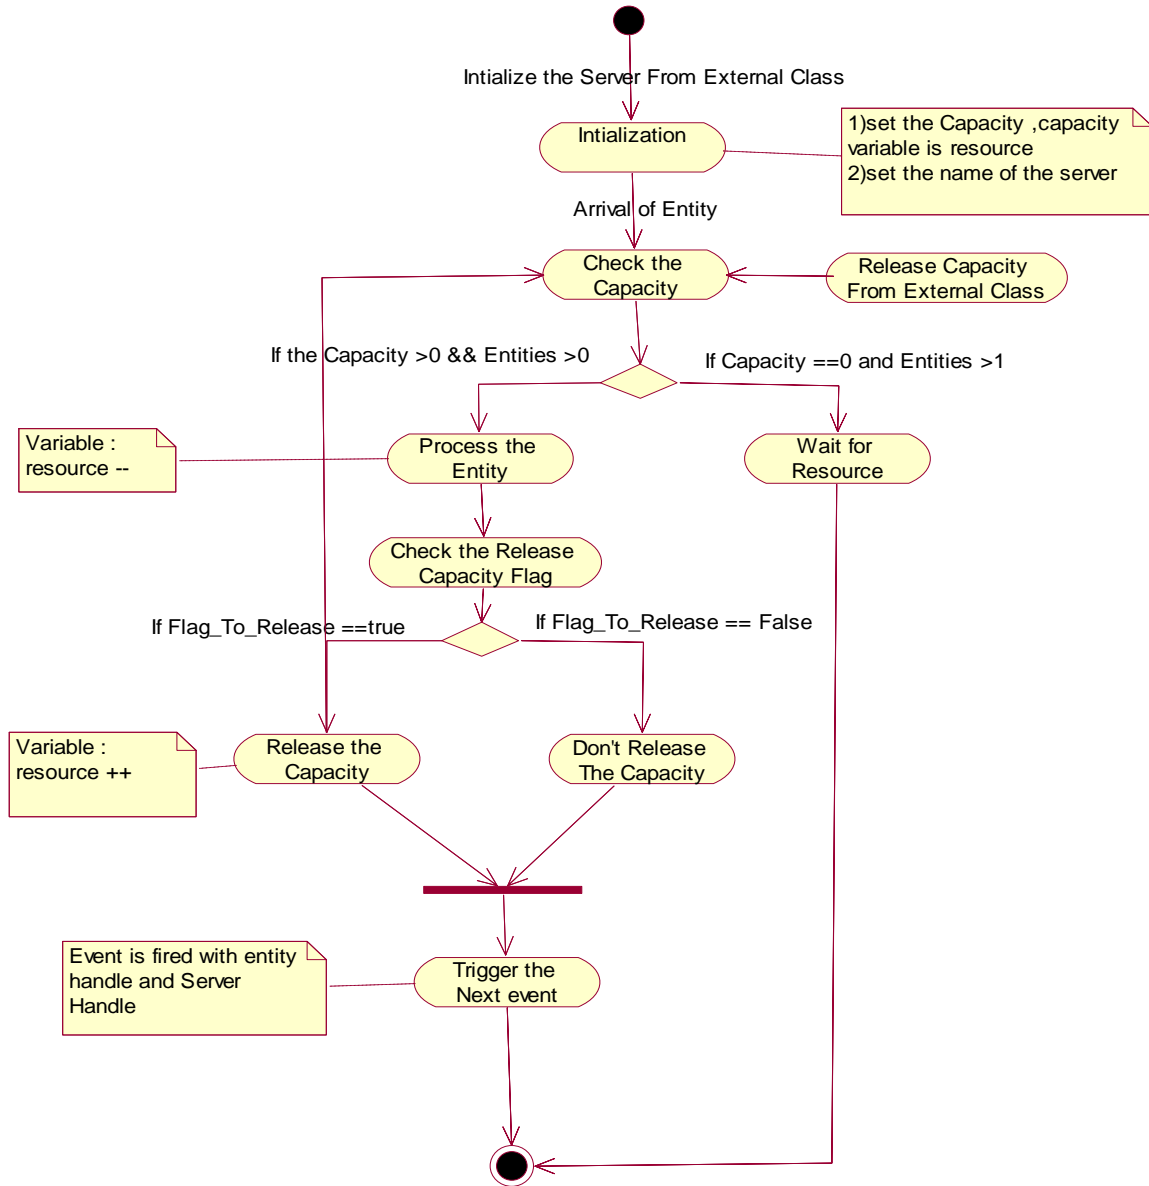 Intialize the Server From External Class
Intialization
1)set the Capacity ,capacity
variable is resource
2)set the name of the server
Arrival of Entity
Check the
Capacity
Release Capacity
From External Class
If the Capacity >0 && Entities >0
If Capacity ==0 and Entities >1
Variable :
resource --
Process the
Entity
Wait for
Resource
Check the Release
Capacity Flag
If Flag_To_Release ==true
If Flag_To_Release == False
Variable :
resource ++
Release the
Capacity
Don't Release
The Capacity
Event is fired with entity
handle and Server
Handle
Trigger the
Next event